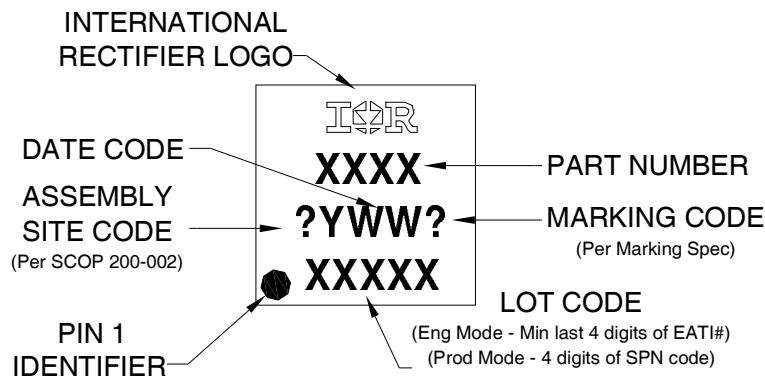 INTERNATIONAL
RECTIFIER LOGO
IOR
DATE CODE
XXXX
PART NUMBER
ASSEMBLY
SITE CODE
(Per SCOP 200-002)
?YWW?
MARKING CODE
(Per Marking Spec)
XXXXX
LOT CODE
(Eng Mode - Min last 4 digits of EATI#)
(Prod Mode - 4 digits of SPN code)
PIN 1
IDENTIFIER